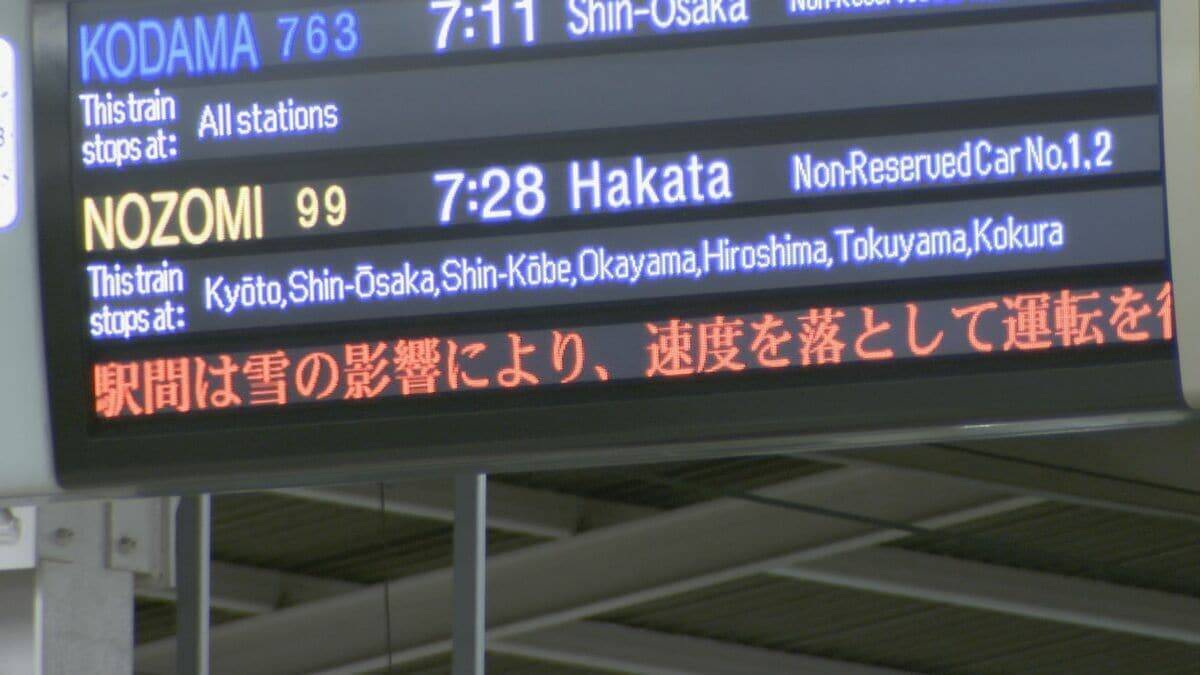 KODAMA 763 7:11 Shin-Osaka Non-Reserved
This train stops at: All stations
NOZOMI 99 7:28 Hakata Non-Reserved Car No.1,2
This train stops at: Kyōto,Shin-Ōsaka,Shin-Kōbe,Okayama,Hiroshima,Tokuyama,Kokura
駅間は雪の影響により、速度を落として運転を